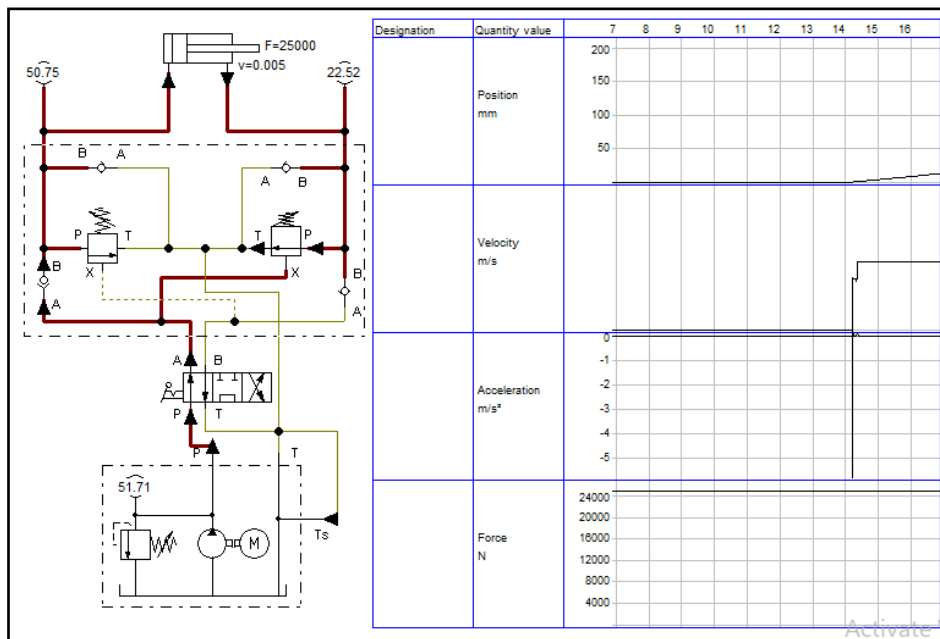 F=25000
v=0.005
50.75
22.52
B
A
A
B
P
T
T
P
X
X
B
A
B
A
A
B
P
T
P
T
51.71
M
Ts
Designation
Quantity value
7
8
9
10
11
12
13
14
15
16
Position
mm
200
150
100
50
Velocity
m/s
Acceleration
m/s²
0
-1
-2
-3
-4
-5
Force
N
24000
20000
16000
12000
8000
4000
Activate